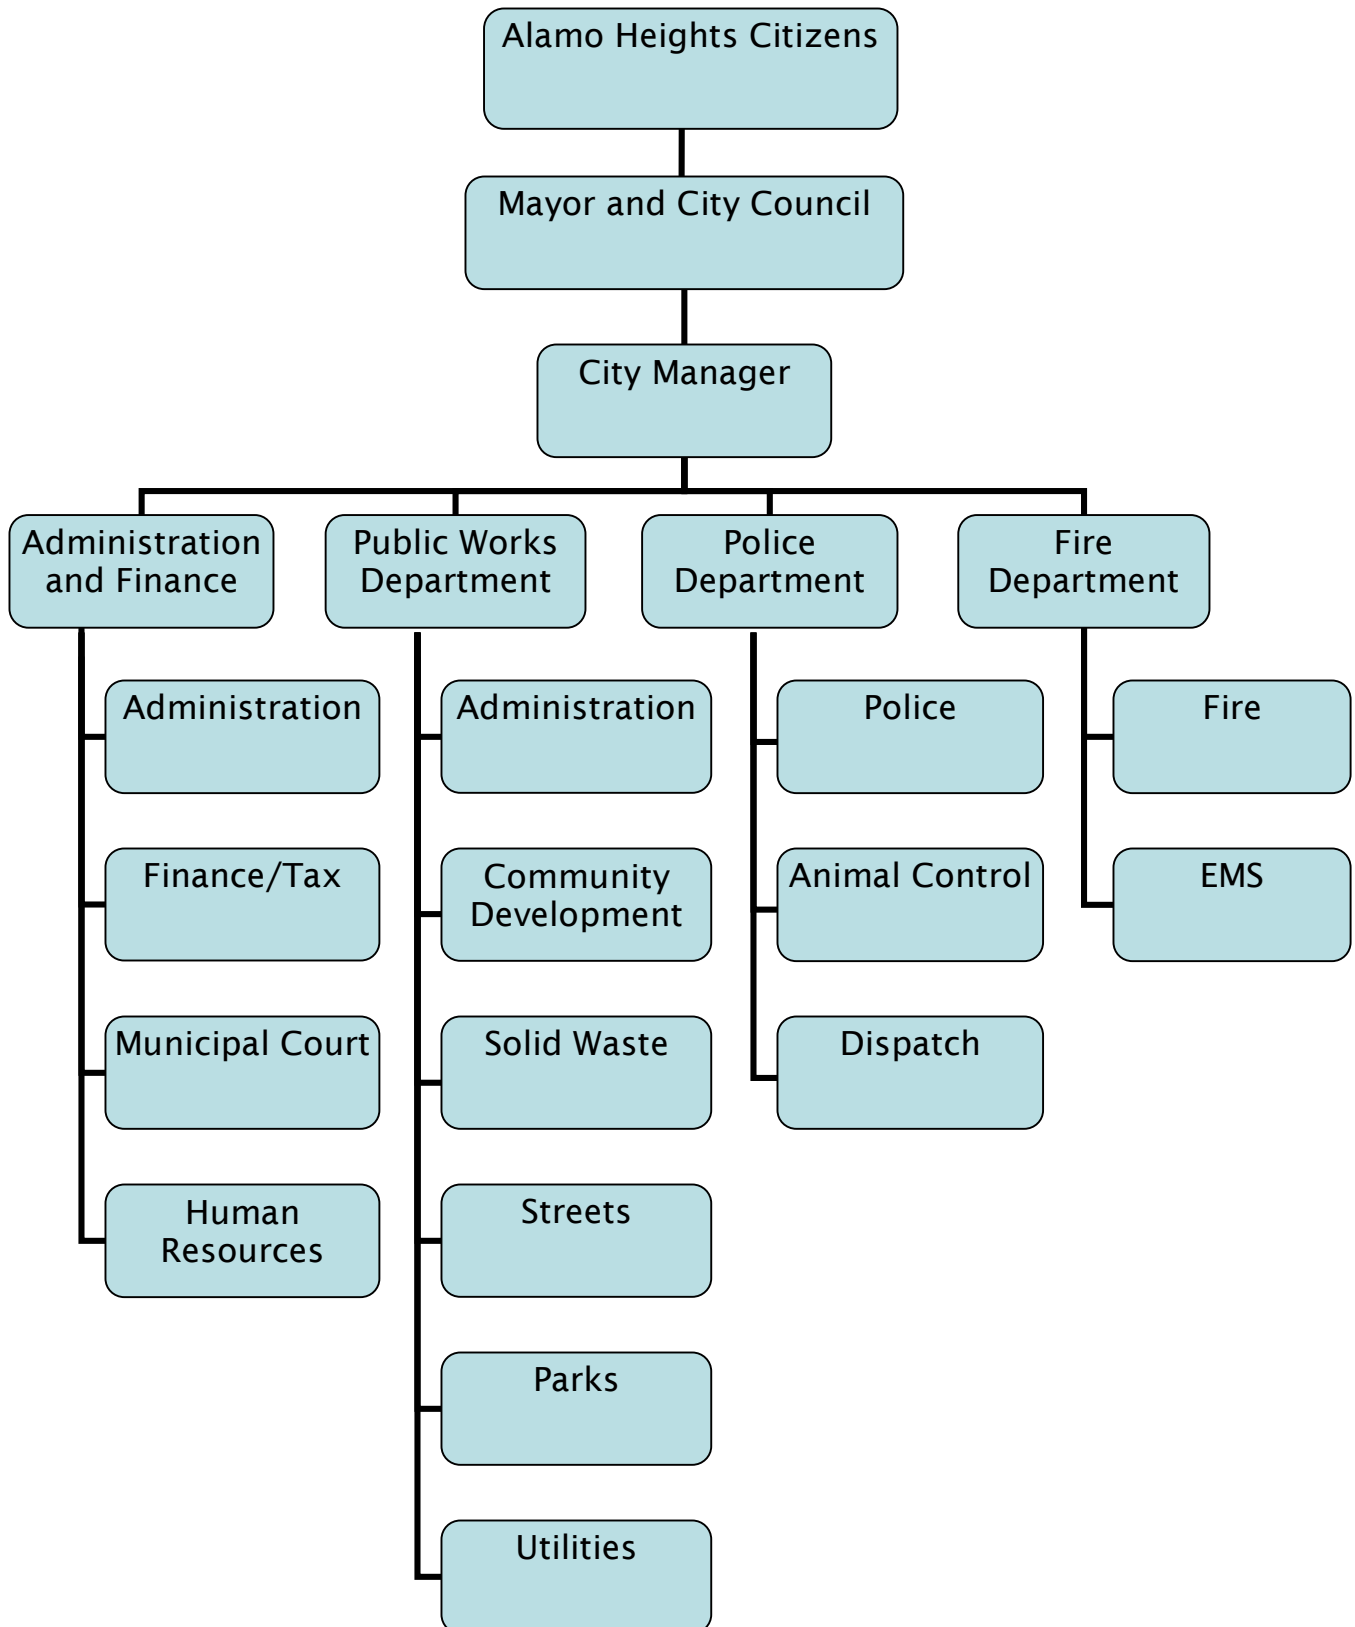 Alamo Heights Citizens
Mayor and City Council
City Manager
Administration
and Finance
Public Works
Department
Police
Department
Fire
Department
Administration
Finance/Tax
Municipal Court
Human
Resources
Administration
Community
Development
Solid Waste
Streets
Parks
Utilities
Police
Animal Control
Dispatch
Fire
EMS